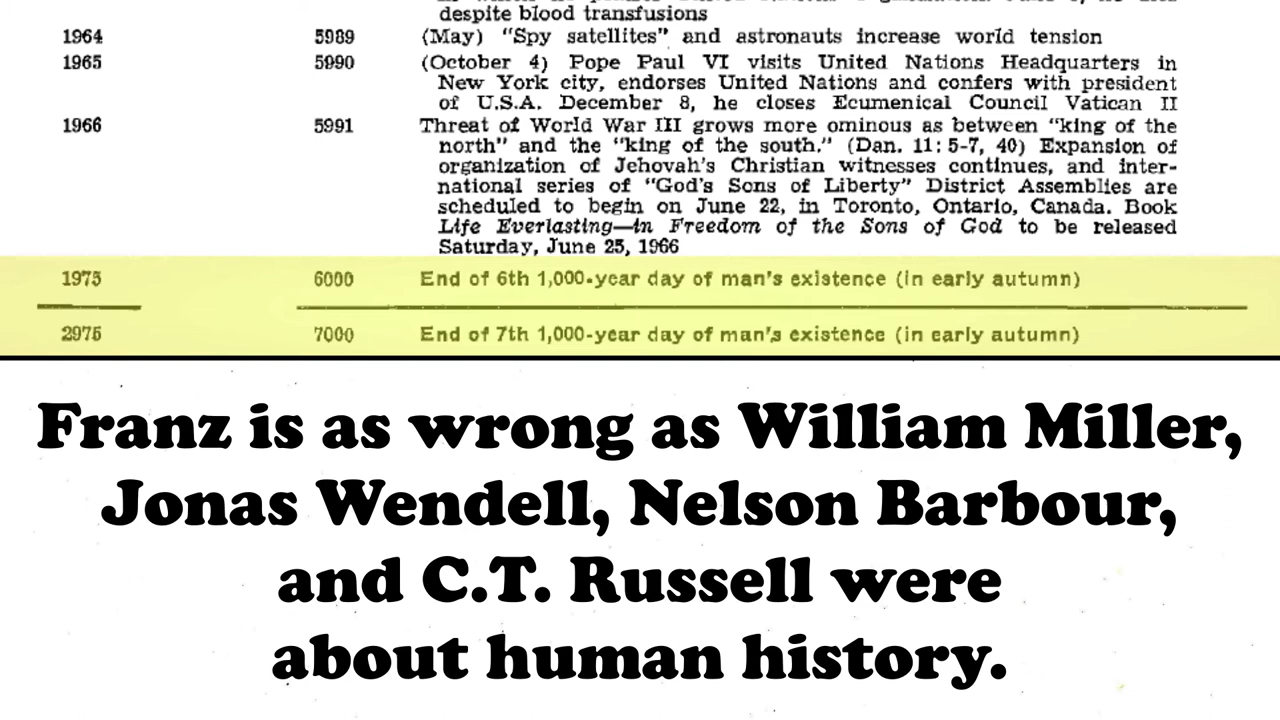 despite blood transfusions
1964 5989 (May) "Spy satellites" and astronauts increase world tension
1965 5990 (October 4) Pope Paul VI visits United Nations Headquarters in
New York city, endorses United Nations and confers with president
of U.S.A. December 8, he closes Ecumenical Council Vatican II
1966 5991 Threat of World War III grows more ominous as between "king of the
north" and the "king of the south." (Dan. 11: 5-7, 40) Expansion of
organization of Jehovah's Christian witnesses continues, and inter-
national series of "God's Sons of Liberty" District Assemblies are
scheduled to begin on June 22, in Toronto, Ontario, Canada. Book
Life Everlasting—in Freedom of the Sons of God to be released
Saturday, June 25, 1966
1975 6000 End of 6th 1,000-year day of man's existence (in early autumn)
2975 7000 End of 7th 1,000-year day of man's existence (in early autumn)
Franz is as wrong as William Miller,
Jonas Wendell, Nelson Barbour,
and C.T. Russell were
about human history.